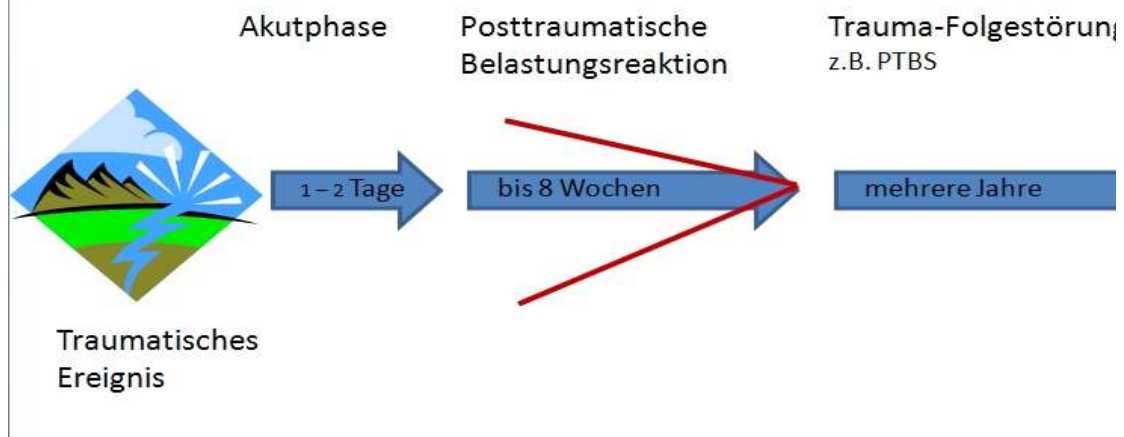 Akutphase
Posttraumatische
Belastungsreaktion
Trauma-Folgestörung
z.B. PTBS
1 – 2 Tage
bis 8 Wochen
mehrere Jahre
Traumatisches
Ereignis